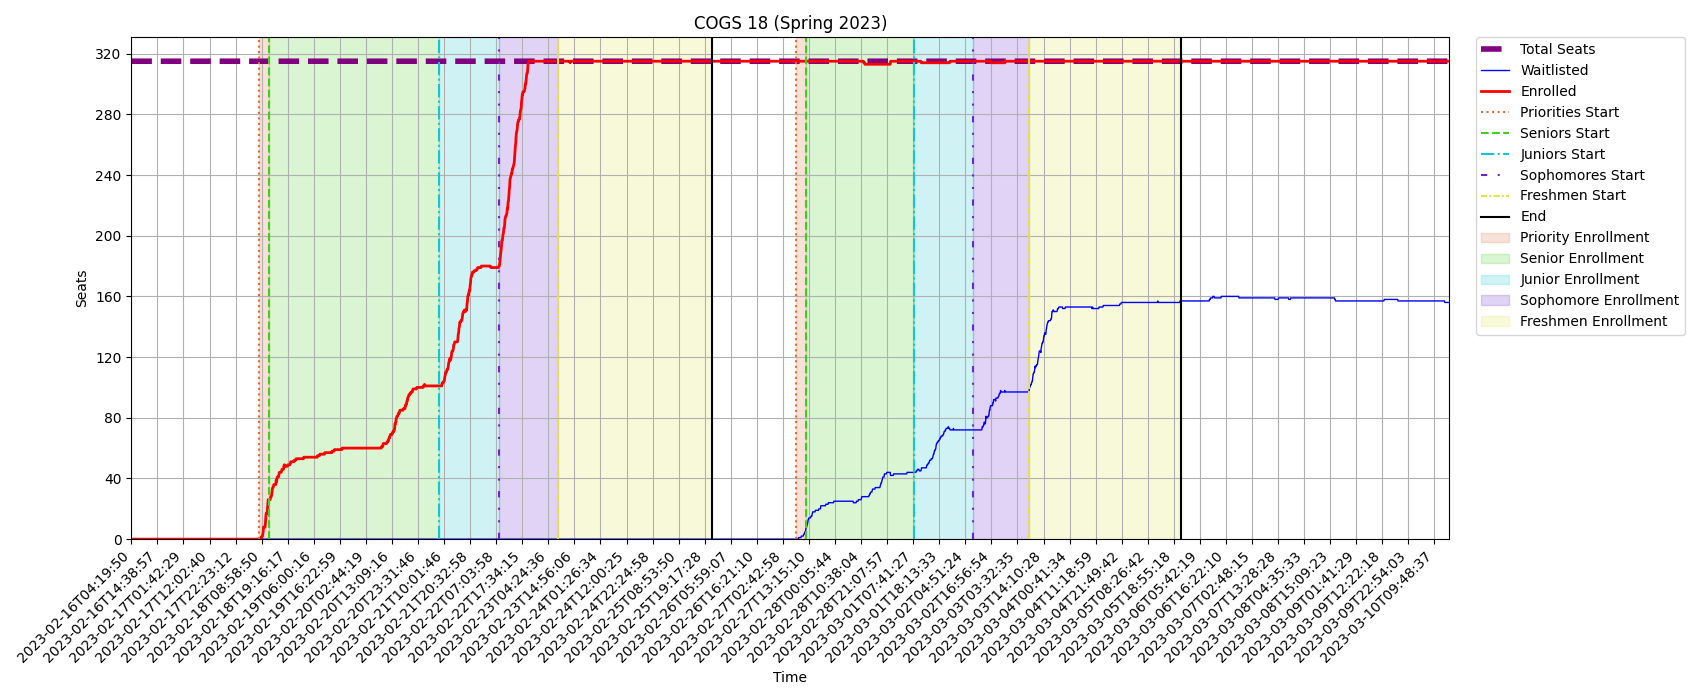 COGS 18 (Spring 2023)
320
280
240
200
160
120
80
40
0
Seats
2023-02-16T04:19:50
2023-02-16T14:38:57
2023-02-17T01:42:29
2023-02-17T12:02:40
2023-02-17T22:23:12
2023-02-18T08:58:50
2023-02-18T19:16:17
2023-02-19T06:00:16
2023-02-19T16:22:59
2023-02-20T02:44:19
2023-02-20T13:09:16
2023-02-20T23:31:46
2023-02-21T10:01:46
2023-02-21T20:32:58
2023-02-22T07:03:58
2023-02-22T17:34:15
2023-02-23T04:24:36
2023-02-23T14:56:06
2023-02-24T01:26:34
2023-02-24T12:00:25
2023-02-24T22:24:58
2023-02-25T08:53:50
2023-02-25T19:17:28
2023-02-26T05:59:07
2023-02-26T16:21:10
2023-02-27T02:42:58
2023-02-27T13:15:10
2023-02-28T00:05:44
2023-02-28T10:38:04
2023-02-28T21:07:57
2023-03-01T07:41:27
2023-03-01T18:13:33
2023-03-02T04:51:24
2023-03-02T16:56:54
2023-03-03T03:32:35
2023-03-03T14:10:28
2023-03-04T00:41:34
2023-03-04T11:18:59
2023-03-04T21:49:42
2023-03-05T08:26:42
2023-03-05T18:55:18
2023-03-06T05:42:19
2023-03-06T16:22:10
2023-03-07T02:48:15
2023-03-07T13:28:28
2023-03-08T04:35:33
2023-03-08T15:09:23
2023-03-09T01:41:29
2023-03-09T12:22:18
2023-03-09T22:54:03
2023-03-10T09:48:37
Time
Total Seats
Waitlisted
Enrolled
Priorities Start
Seniors Start
Juniors Start
Sophomores Start
Freshmen Start
End
Priority Enrollment
Senior Enrollment
Junior Enrollment
Sophomore Enrollment
Freshmen Enrollment